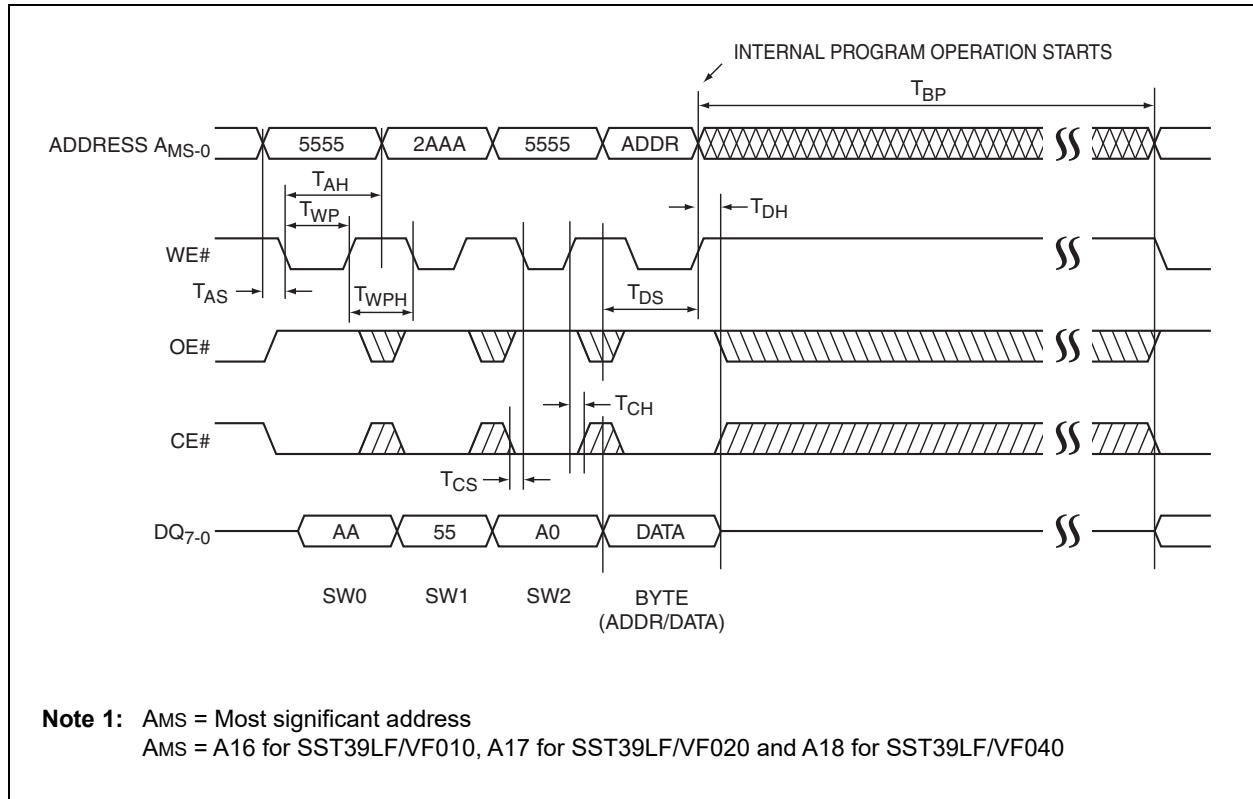 INTERNAL PROGRAM OPERATION STARTS
TBP
ADDRESS AMS-0
5555
2AAA
5555
ADDR
TAH
TDH
TWP
WE#
TAS
TWPH
TDS
OE#
TCH
CE#
TCS
DQ7-0
AA
55
A0
DATA
SW0
SW1
SW2
BYTE
(ADDR/DATA)
Note 1: AMS = Most significant address
AMS = A16 for SST39LF/VF010, A17 for SST39LF/VF020 and A18 for SST39LF/VF040